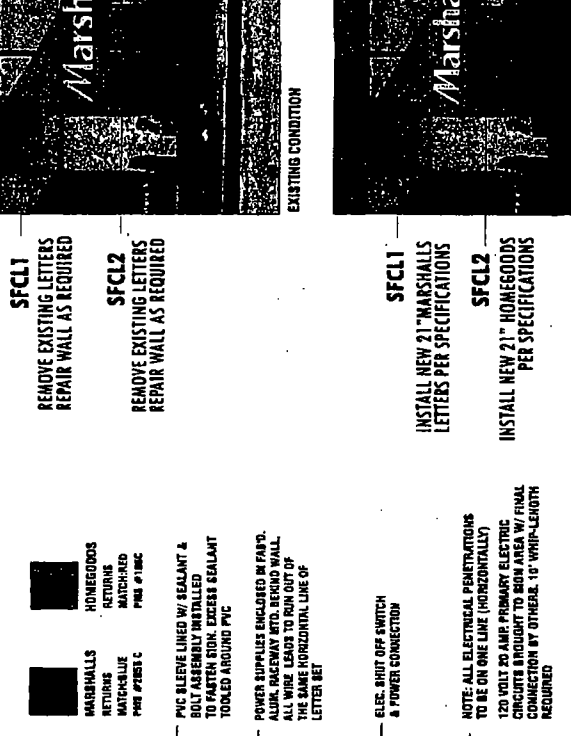 MARSHALLS
RETURNS
MATCH:BLUE
HOMEGOODS
RETURNS
MATCH:RED
PMS #186C
PVC SLEEVE LINED W/ SEALANT &
BOLT ASSEMBLY INSTALLED
TO FASTEN SIGN. EXCESS SEALANT
TOOLED AROUND PVC
POWER SUPPLIES ENCLOSED IN FAB'D.
ALUM. RACEWAY MTD. BEHIND WALL.
ALL WIRE LEADS TO RUN OUT OF
THE SAME HORIZONTAL LINE OF
LETTER SET
ELEC. SHUT OFF SWITCH
& POWER CONNECTION
NOTE: ALL ELECTRICAL PENETRATIONS
TO BE ON ONE LINE (HORIZONTALLY)
120 VOLT 20 AMP. PRIMARY ELECTRIC
CIRCUITS BROUGHT TO SIGN AREA W/ FINAL
CONNECTION BY OTHERS. 10' WHIP-LENGTH
REQUIRED
SFCL1
REMOVE EXISTING LETTERS
REPAIR WALL AS REQUIRED
SFCL2
REMOVE EXISTING LETTERS
REPAIR WALL AS REQUIRED
Marsh
EXISTING CONDITION
SFCL1
INSTALL NEW 21"MARSHALLS
LETTERS PER SPECIFICATIONS
SFCL2
INSTALL NEW 21" HOMEGOODS
PER SPECIFICATIONS
Marsha